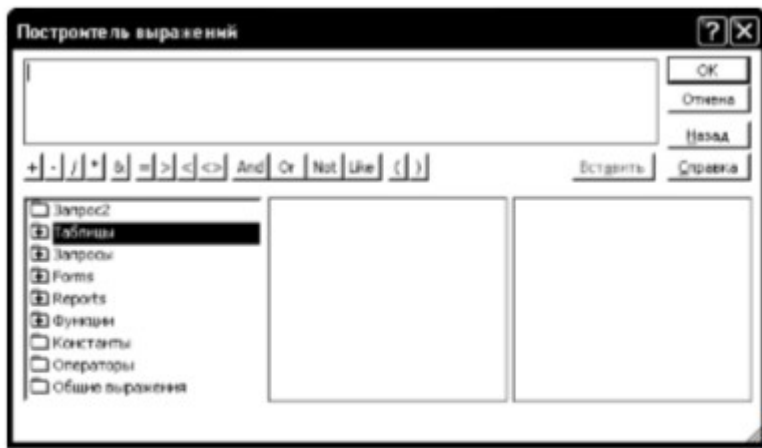 Построитель выражений
OK
Отмена
Назад
+ - / * & = > < <> And Or Not Like ( ) Вставить Справка
Запрос2
Таблицы
Запросы
Forms
Reports
Функции
Константы
Операторы
Общие выражения